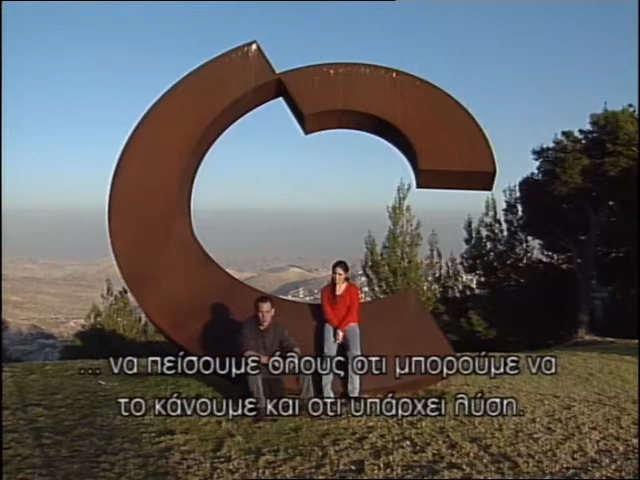 ... να πείσουμε όλους ότι μπορούμε να
το κάνουμε και ότι υπάρχει λύση.